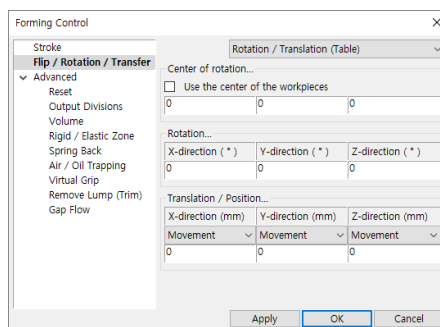 Forming Control
Stroke
Flip / Rotation / Transfer
Advanced
Reset
Output Divisions
Volume
Rigid / Elastic Zone
Spring Back
Air / Oil Trapping
Virtual Grip
Remove Lump (Trim)
Gap Flow
Rotation / Translation (Table)
Center of rotation...
Use the center of the workpieces
0 0 0
Rotation...
X-direction ( ° ) Y-direction ( ° ) Z-direction ( ° )
0 0 0
Translation / Position...
X-direction (mm) Y-direction (mm) Z-direction (mm)
Movement Movement Movement
0 0 0
Apply OK Cancel